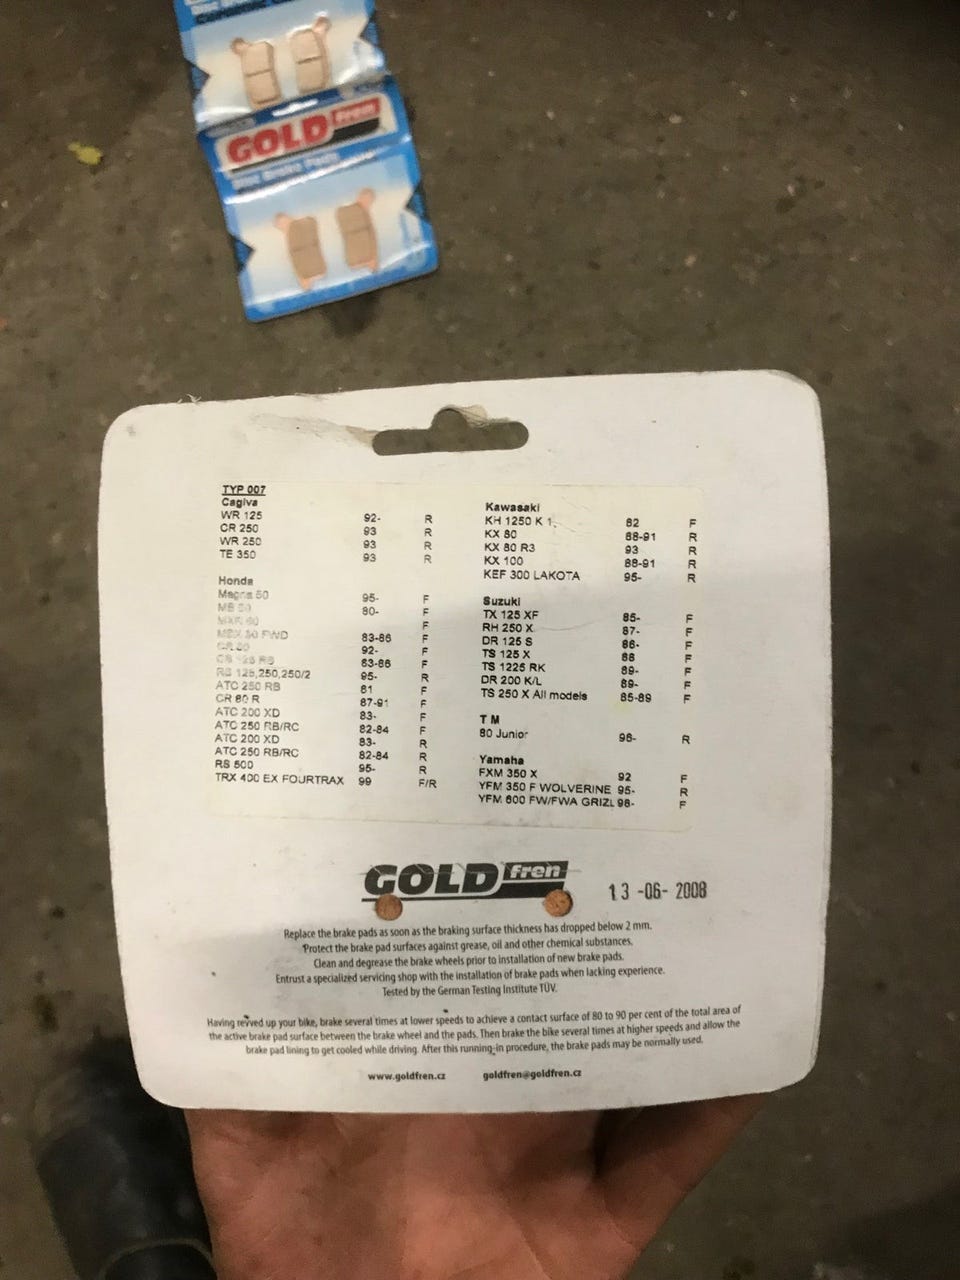 GOLD fren
Disc Brake Pads
TYP 007
Cagiva
WR 125 92- R
CR 250 93 R
WR 250 93 R
TE 350 93 R
Honda
Magna 50 95- F
MB 50 80- F
F
FWD 83-86 F
92- F
83-86 F
RS 125,250,250/2 95- R
ATC 250 RB 81 F
CR 80 R 87-91 F
ATC 200 XD 83- F
ATC 250 RB/RC 82-84 F
ATC 200 XD 83- R
ATC 250 RB/RC 82-84 R
RS 500 95- R
TRX 400 EX FOURTRAX 99 F/R
Kawasaki
KH 1250 K 1. 82 F
KX 80 88-91 R
KX 80 R3 93 R
KX 100 88-91 R
KEF 300 LAKOTA 95- R
Suzuki
TX 125 XF 85- F
RH 250 X 87- F
DR 125 S 86- F
TS 125 X 88 F
TS 1225 RK 89- F
DR 200 K/L 89- F
TS 250 X All models 85-89 F
T M
80 Junior 98- R
Yamaha
FXM 350 X 92 F
YFM 350 F WOLVERINE 95- R
YFM 600 FW/FWA GRIZL 98- F
GOLD fren
13 -06- 2008
Replace the brake pads as soon as the braking surface thickness has dropped below 2 mm.
Protect the brake pad surfaces against grease, oil and other chemical substances.
Clean and degrease the brake wheels prior to installation of new brake pads.
Entrust a specialized servicing shop with the installation of brake pads when lacking experience.
Tested by the German Testing Institute TÜV.
Having revved up your bike, brake several times at lower speeds to achieve a contact surface of 80 to 90 per cent of the total area of
the active brake pad surface between the brake wheel and the pads. Then brake the bike several times at higher speeds and allow the
brake pad lining to get cooled while driving. After this running-in procedure, the brake pads may be normally used.
www.goldfren.cz goldfren@goldfren.cz